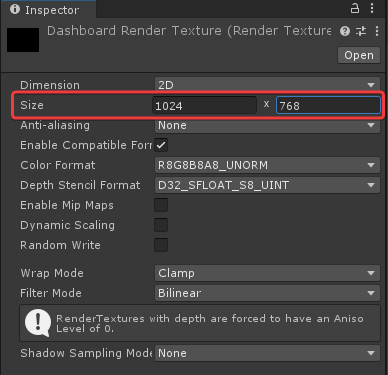 Inspector
Dashboard Render Texture (Render Texture
Open
Dimension 2D
Size 1024 x 768
Anti-aliasing None
Enable Compatible Forr
Color Format R8G8B8A8_UNORM
Depth Stencil Format D32_SFLOAT_S8_UINT
Enable Mip Maps
Dynamic Scaling
Random Write
Wrap Mode Clamp
Filter Mode Bilinear
RenderTextures with depth are forced to have an Aniso
Level of 0.
Shadow Sampling Mode None